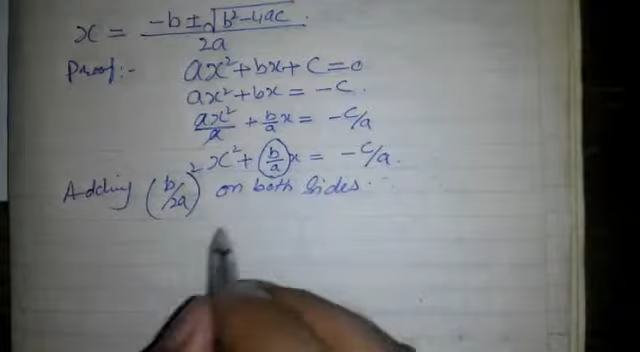 x = -b ± √b²-4ac / 2a
Proof:- ax²+bx+c=0
ax²+bx = -c.
ax²/a + b/a x = -c/a
x² + b/a x = -c/a.
Adding (b/2a)² on both sides.